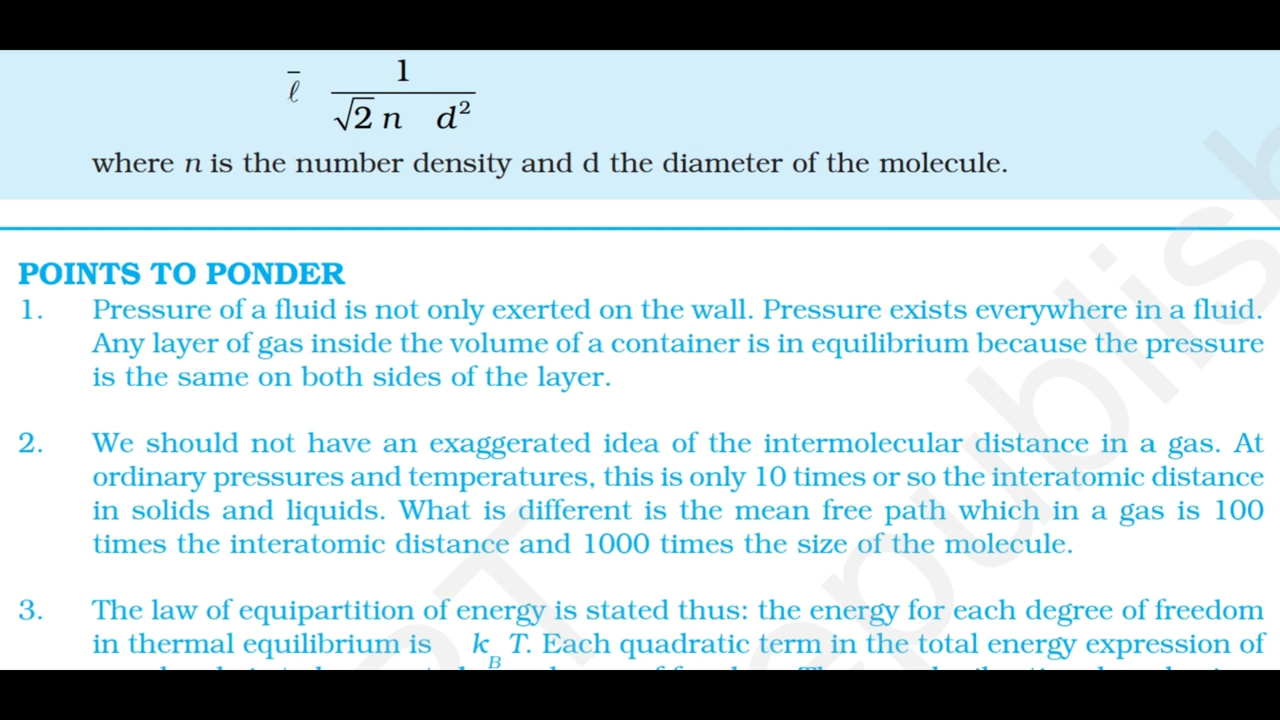 ℓ̄ 1
√2 n d²
where n is the number density and d the diameter of the molecule.
POINTS TO PONDER
1. Pressure of a fluid is not only exerted on the wall. Pressure exists everywhere in a fluid.
Any layer of gas inside the volume of a container is in equilibrium because the pressure
is the same on both sides of the layer.
2. We should not have an exaggerated idea of the intermolecular distance in a gas. At
ordinary pressures and temperatures, this is only 10 times or so the interatomic distance
in solids and liquids. What is different is the mean free path which in a gas is 100
times the interatomic distance and 1000 times the size of the molecule.
3. The law of equipartition of energy is stated thus: the energy for each degree of freedom
in thermal equilibrium is k_B T. Each quadratic term in the total energy expression of